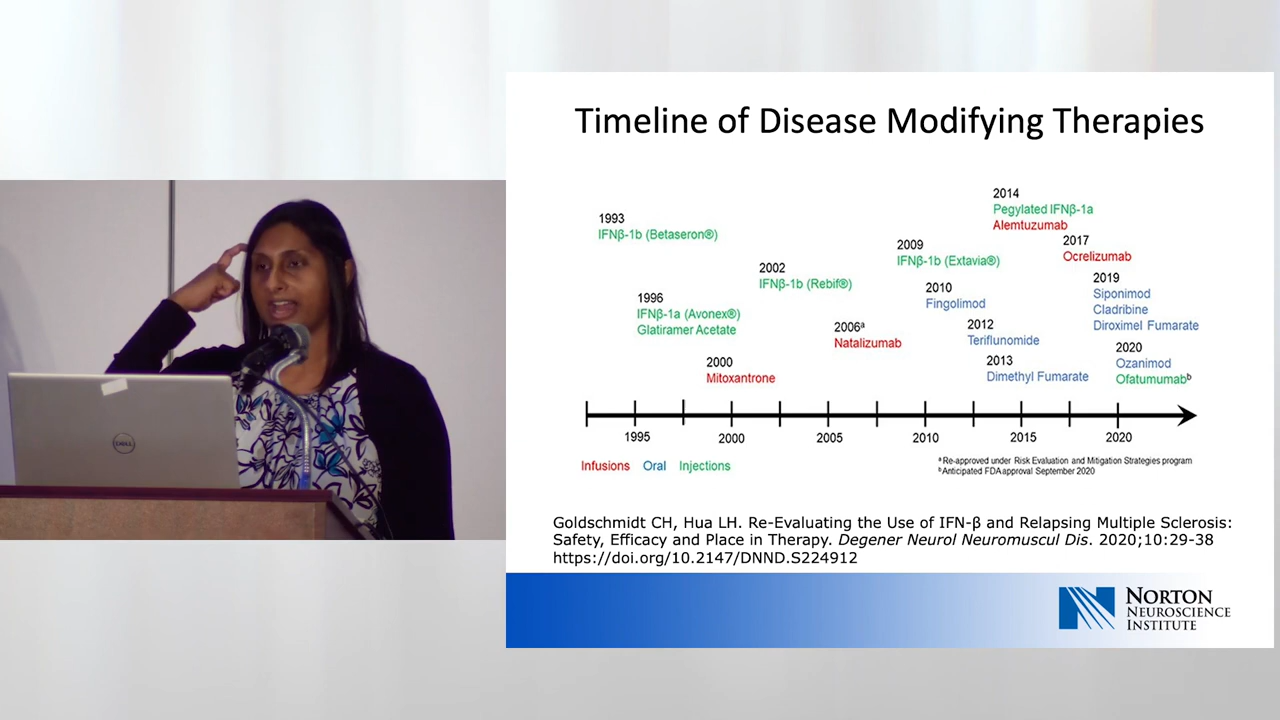 Timeline of Disease Modifying Therapies
1993
IFNβ-1b (Betaseron®)
1996
IFNβ-1a (Avonex®)
Glatiramer Acetate
2000
Mitoxantrone
2002
IFNβ-1b (Rebif®)
2006ᵃ
Natalizumab
2009
IFNβ-1b (Extavia®)
2010
Fingolimod
2012
Teriflunomide
2013
Dimethyl Fumarate
2014
Pegylated IFNβ-1a
Alemtuzumab
2017
Ocrelizumab
2019
Siponimod
Cladribine
Diroximel Fumarate
2020
Ozanimod
Ofatumumabᵇ
1995 2000 2005 2010 2015 2020
Infusions Oral Injections
ᵃ Re-approved under Risk Evaluation and Mitigation Strategies program
ᵇ Anticipated FDA approval September 2020
Goldschmidt CH, Hua LH. Re-Evaluating the Use of IFN-β and Relapsing Multiple Sclerosis:
Safety, Efficacy and Place in Therapy. Degener Neurol Neuromuscul Dis. 2020;10:29-38
https://doi.org/10.2147/DNND.S224912
NORTON
NEUROSCIENCE
INSTITUTE
DELL